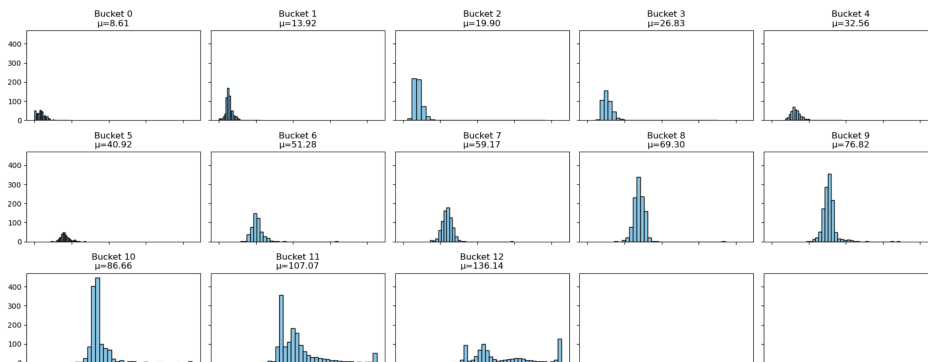 Bucket 0
μ=8.61
Bucket 1
μ=13.92
Bucket 2
μ=19.90
Bucket 3
μ=26.83
Bucket 4
μ=32.56
400
300
200
100
0
Bucket 5
μ=40.92
Bucket 6
μ=51.28
Bucket 7
μ=59.17
Bucket 8
μ=69.30
Bucket 9
μ=76.82
400
300
200
100
0
Bucket 10
μ=86.66
Bucket 11
μ=107.07
Bucket 12
μ=136.14
400
300
200
100
0